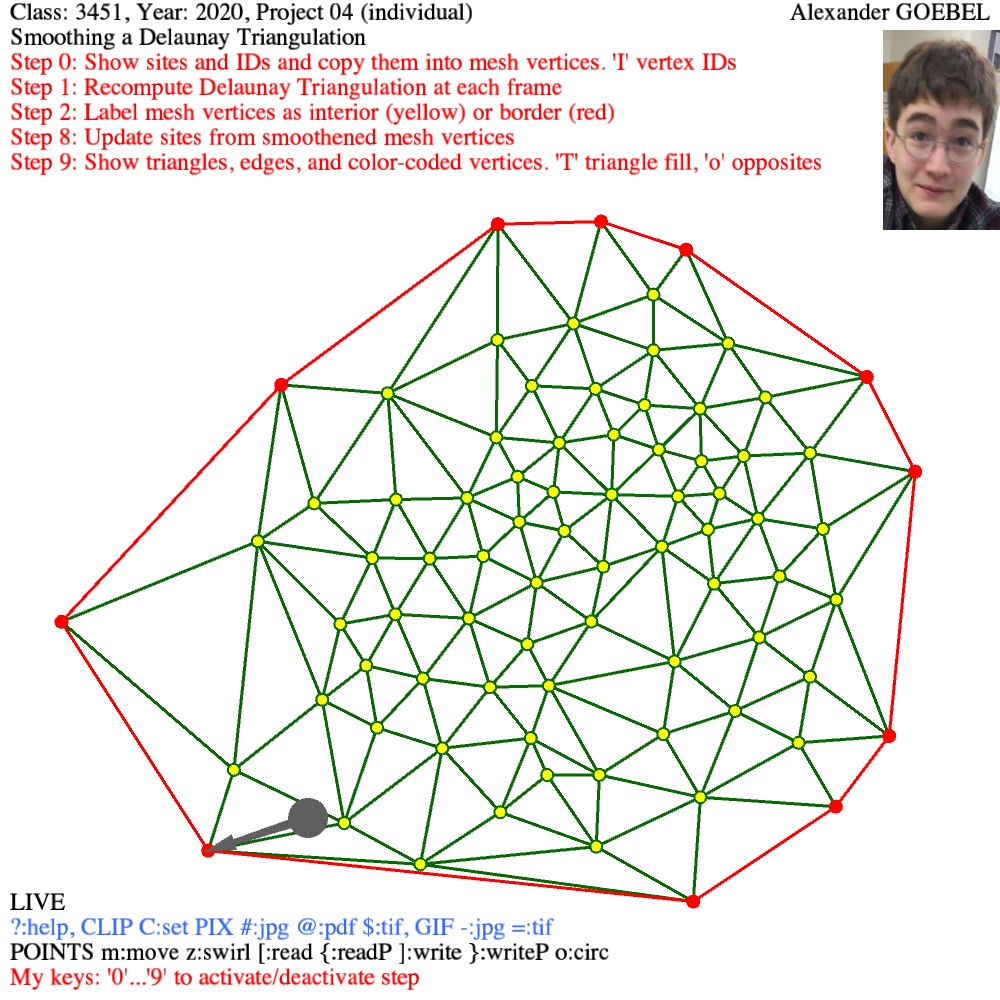 Class: 3451, Year: 2020, Project 04 (individual) Alexander GOEBEL
Smoothing a Delaunay Triangulation
Step 0: Show sites and IDs and copy them into mesh vertices. 'I' vertex IDs
Step 1: Recompute Delaunay Triangulation at each frame
Step 2: Label mesh vertices as interior (yellow) or border (red)
Step 8: Update sites from smoothened mesh vertices
Step 9: Show triangles, edges, and color-coded vertices. 'T' triangle fill, 'o' opposites
LIVE
?:help, CLIP C:set PIX #:jpg @:pdf $:tif, GIF -:jpg =:tif
POINTS m:move z:swirl [:read {:readP ]:write }:writeP o:circ
My keys: '0'...'9' to activate/deactivate step